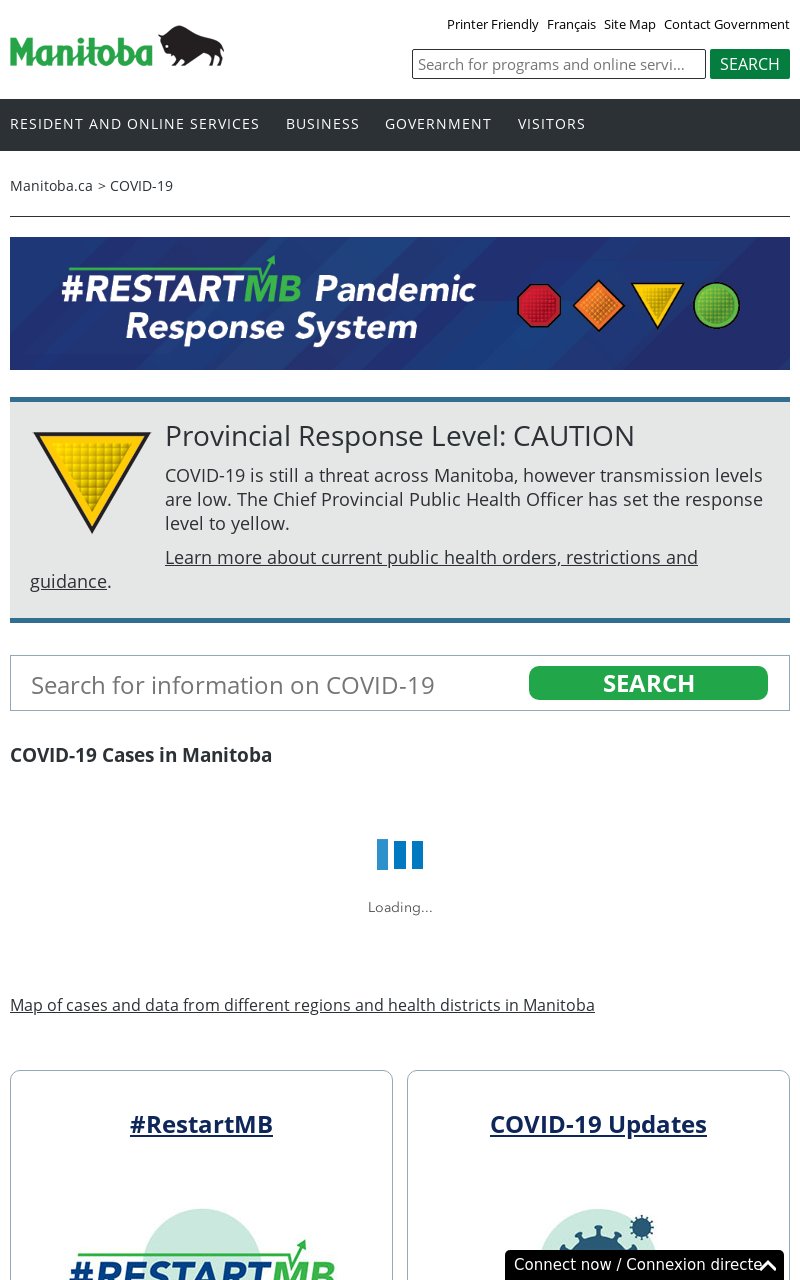 Printer Friendly Français Site Map Contact Government
Manitoba
Search for programs and online servi... SEARCH
RESIDENT AND ONLINE SERVICES BUSINESS GOVERNMENT VISITORS
Manitoba.ca > COVID-19
#RESTARTMB Pandemic
Response System
Provincial Response Level: CAUTION
COVID-19 is still a threat across Manitoba, however transmission levels
are low. The Chief Provincial Public Health Officer has set the response
level to yellow.
Learn more about current public health orders, restrictions and
guidance.
Search for information on COVID-19 SEARCH
COVID-19 Cases in Manitoba
Loading...
Map of cases and data from different regions and health districts in Manitoba
#RestartMB COVID-19 Updates
#RESTARTMB
Connect now / Connexion directe